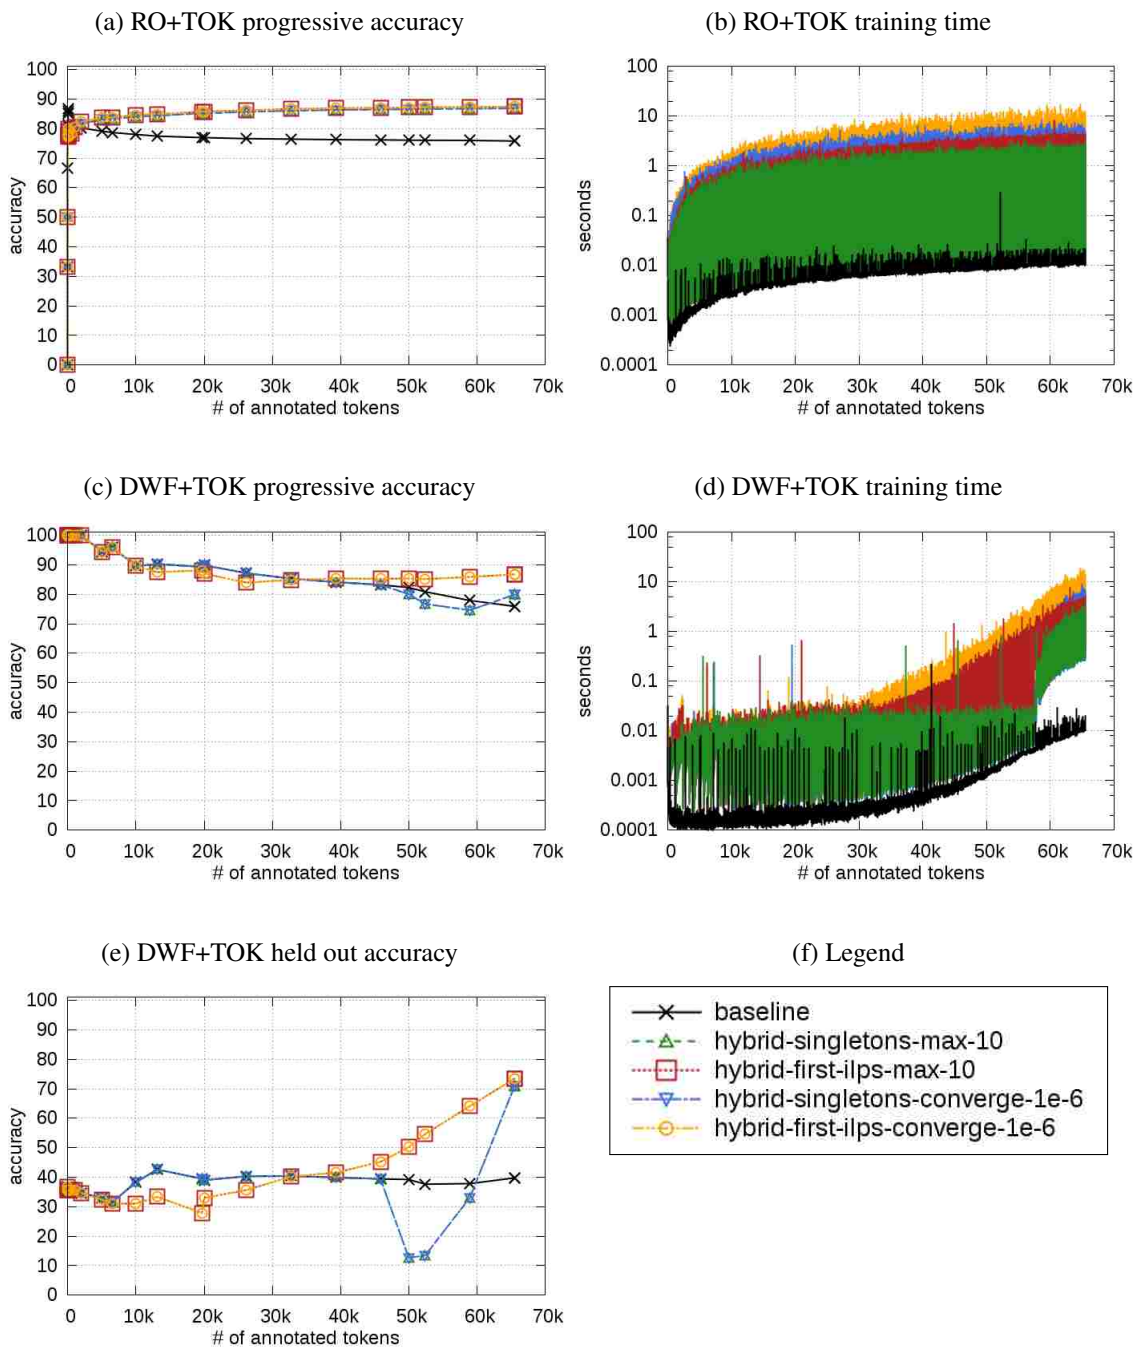 (a) RO+TOK progressive accuracy
100
90
80
70
60
50
40
30
20
10
0
accuracy
0 10k 20k 30k 40k 50k 60k 70k
# of annotated tokens
(b) RO+TOK training time
100
10
1
0.1
0.01
0.001
0.0001
seconds
0 10k 20k 30k 40k 50k 60k 70k
# of annotated tokens
(c) DWF+TOK progressive accuracy
100
90
80
70
60
50
40
30
20
10
0
accuracy
0 10k 20k 30k 40k 50k 60k 70k
# of annotated tokens
(d) DWF+TOK training time
100
10
1
0.1
0.01
0.001
0.0001
seconds
0 10k 20k 30k 40k 50k 60k 70k
# of annotated tokens
(e) DWF+TOK held out accuracy
100
90
80
70
60
50
40
30
20
10
0
accuracy
0 10k 20k 30k 40k 50k 60k 70k
# of annotated tokens
(f) Legend
baseline
hybrid-singletons-max-10
hybrid-first-ilps-max-10
hybrid-singletons-converge-1e-6
hybrid-first-ilps-converge-1e-6